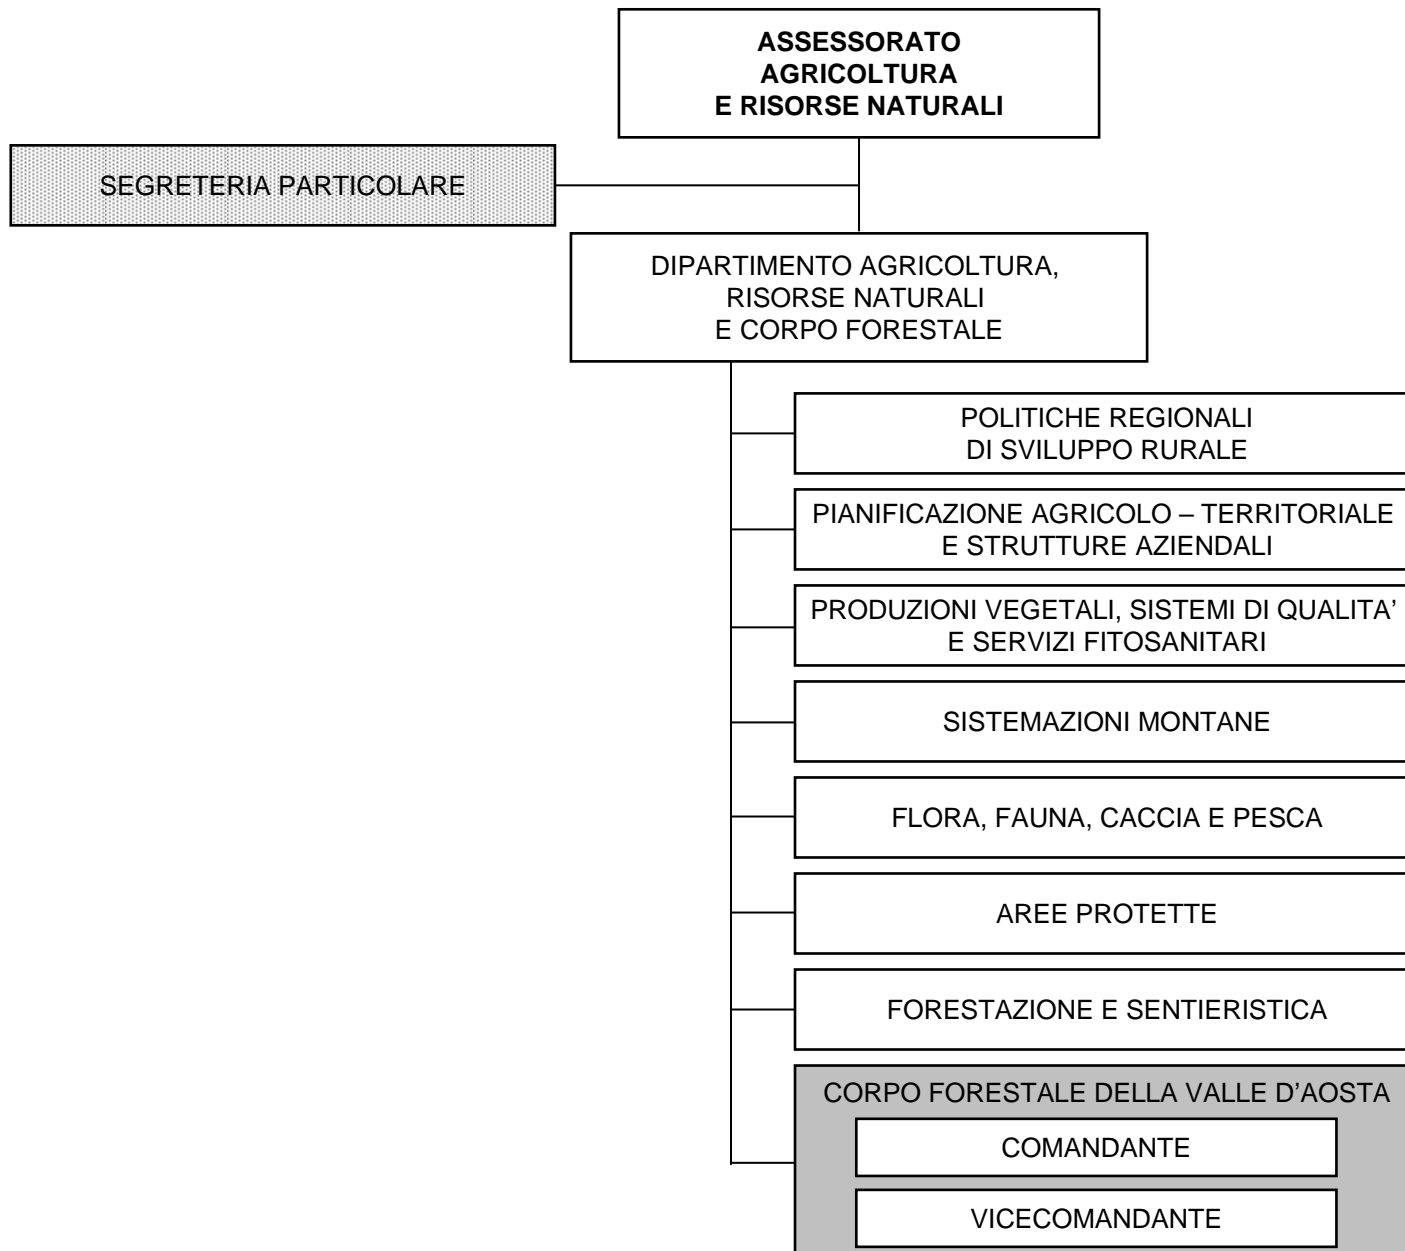 ASSESSORATO
AGRICOLTURA
E RISORSE NATURALI
SEGRETERIA PARTICOLARE
DIPARTIMENTO AGRICOLTURA,
RISORSE NATURALI
E CORPO FORESTALE
POLITICHE REGIONALI
DI SVILUPPO RURALE
PIANIFICAZIONE AGRICOLO – TERRITORIALE
E STRUTTURE AZIENDALI
PRODUZIONI VEGETALI, SISTEMI DI QUALITA’
E SERVIZI FITOSANITARI
SISTEMAZIONI MONTANE
FLORA, FAUNA, CACCIA E PESCA
AREE PROTETTE
FORESTAZIONE E SENTIERISTICA
CORPO FORESTALE DELLA VALLE D’AOSTA
COMANDANTE
VICECOMANDANTE